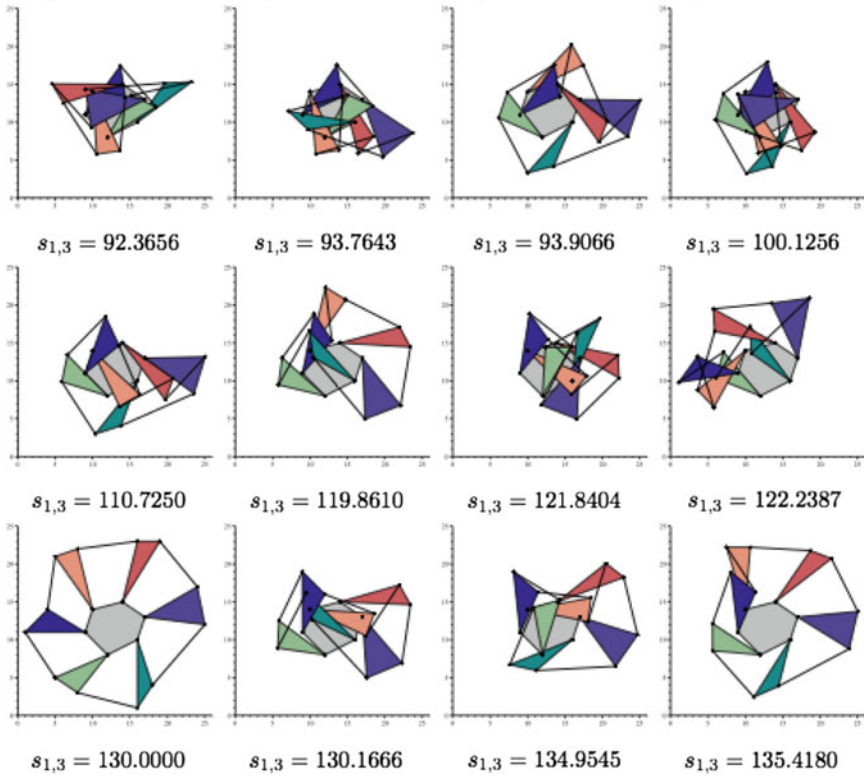 s1,3 = 92.3656 s1,3 = 93.7643 s1,3 = 93.9066 s1,3 = 100.1256
s1,3 = 110.7250 s1,3 = 119.8610 s1,3 = 121.8404 s1,3 = 122.2387
s1,3 = 130.0000 s1,3 = 130.1666 s1,3 = 134.9545 s1,3 = 135.4180